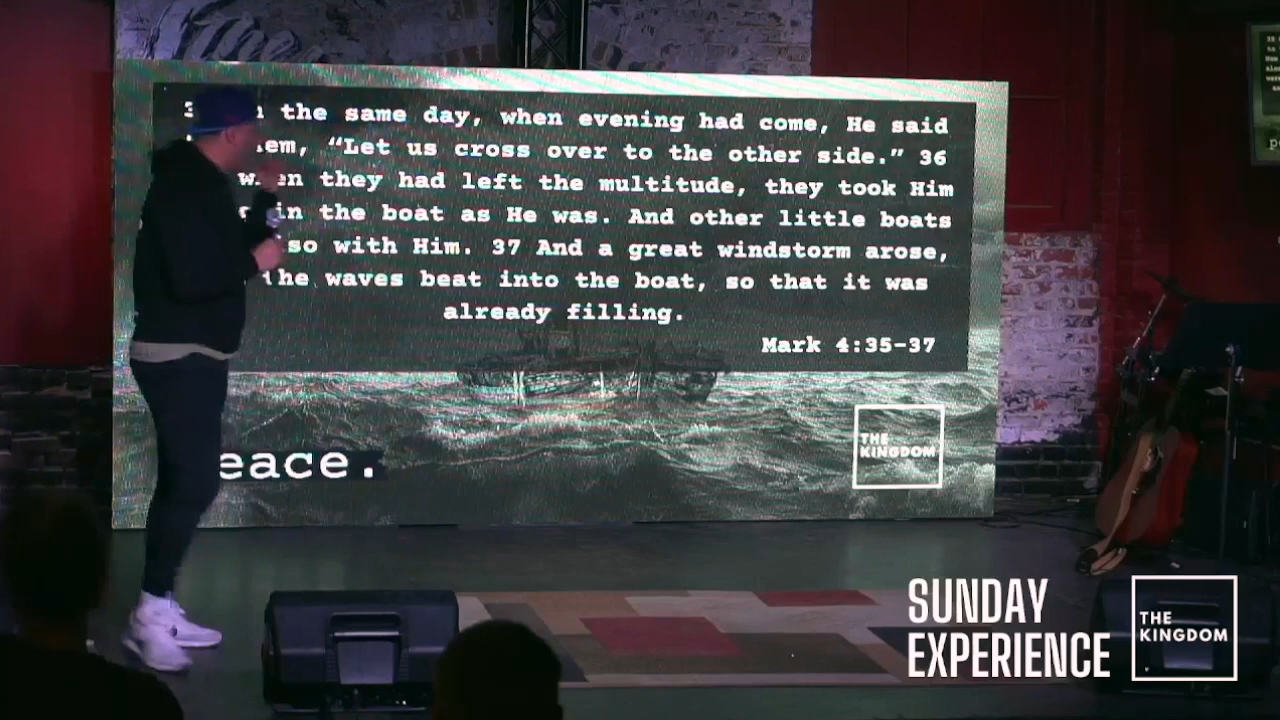 the same day, when evening had come, He said
"Let us cross over to the other side." 36
when they had left the multitude, they took Him
in the boat as He was. And other little boats
so with Him. 37 And a great windstorm arose,
the waves beat into the boat, so that it was
already filling.
Mark 4:35-37
eace.
THE
KINGDOM
SUNDAY
EXPERIENCE
THE
KINGDOM